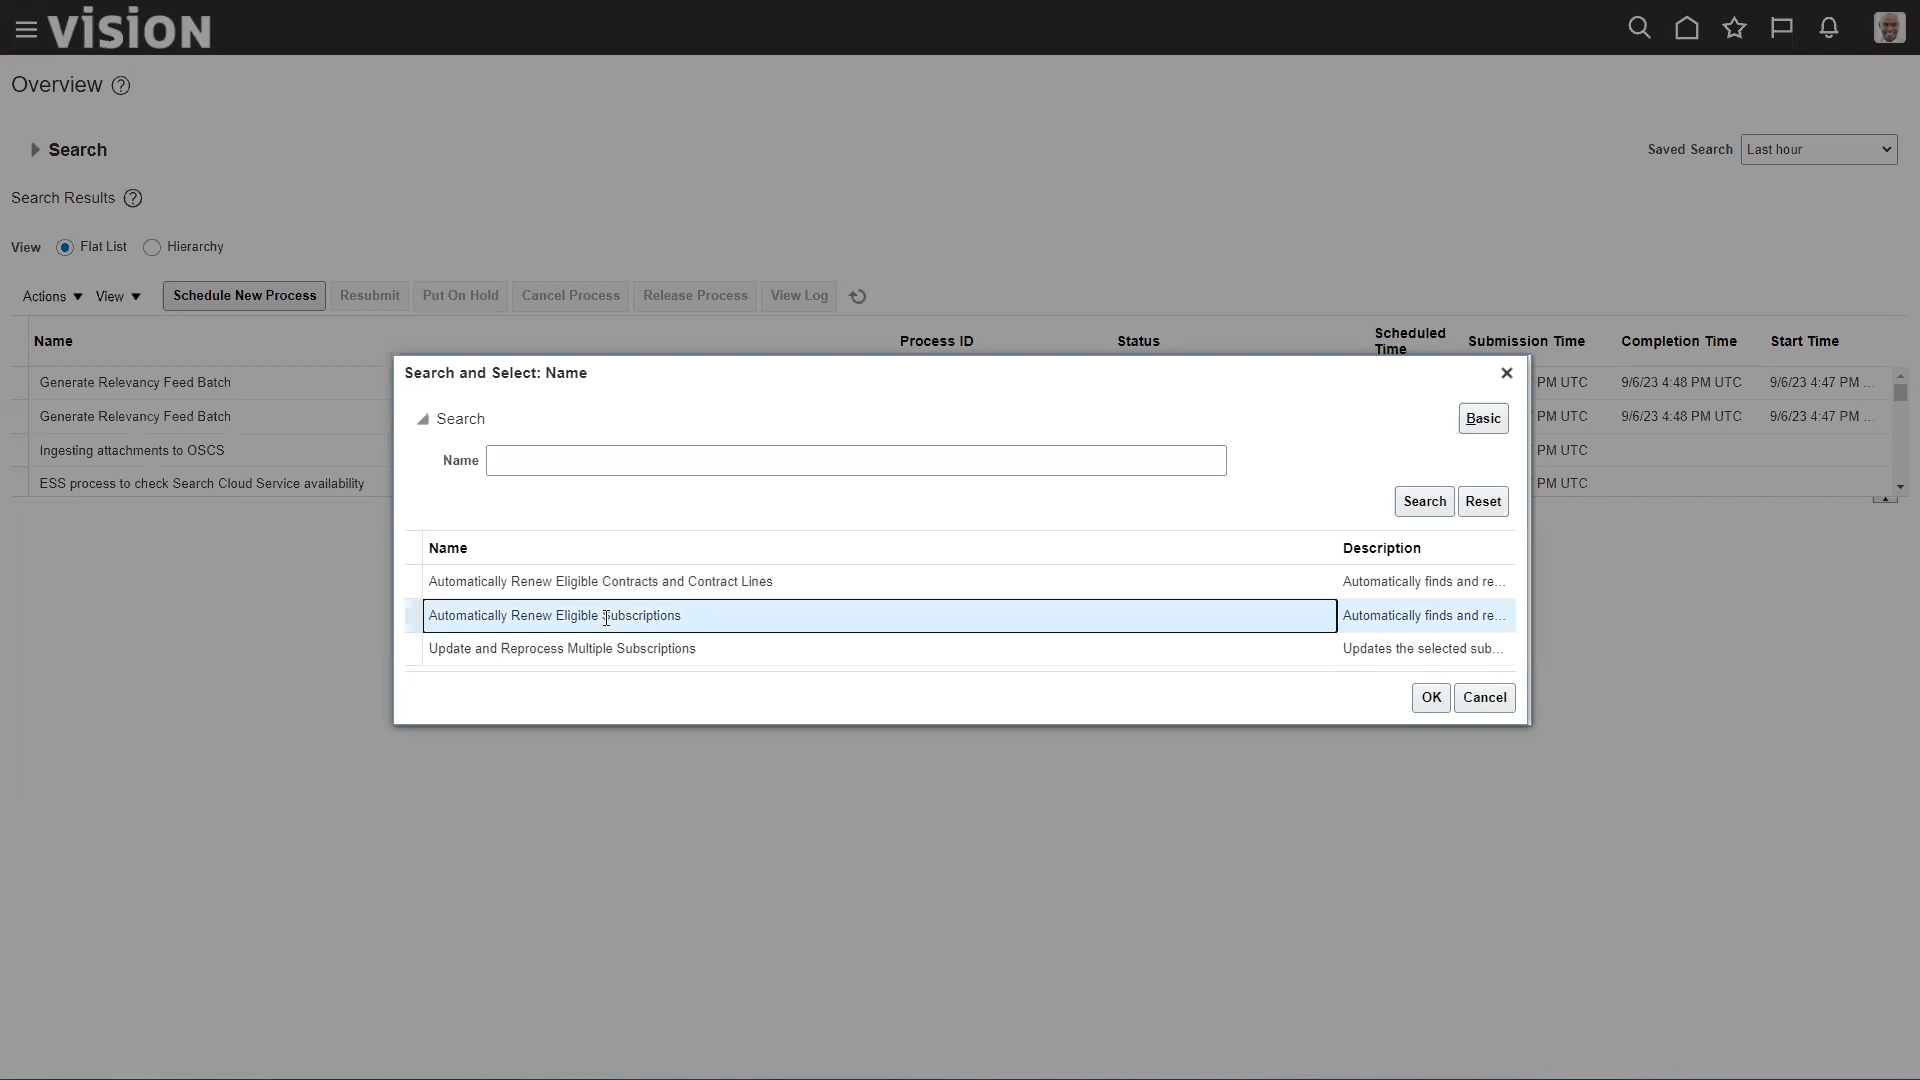 VISION
Overview ?
Search
Saved Search Last hour
Search Results ?
View Flat List Hierarchy
Actions View Schedule New Process Resubmit Put On Hold Cancel Process Release Process View Log
Name Process ID Status Scheduled Time Submission Time Completion Time Start Time
Generate Relevancy Feed Batch PM UTC 9/6/23 4:48 PM UTC 9/6/23 4:47 PM ...
Generate Relevancy Feed Batch PM UTC 9/6/23 4:48 PM UTC 9/6/23 4:47 PM ...
Ingesting attachments to OSCS PM UTC
ESS process to check Search Cloud Service availability PM UTC
Search and Select: Name
Search Basic
Name
Search Reset
Name Description
Automatically Renew Eligible Contracts and Contract Lines Automatically finds and re...
Automatically Renew Eligible Subscriptions Automatically finds and re...
Update and Reprocess Multiple Subscriptions Updates the selected sub...
OK Cancel